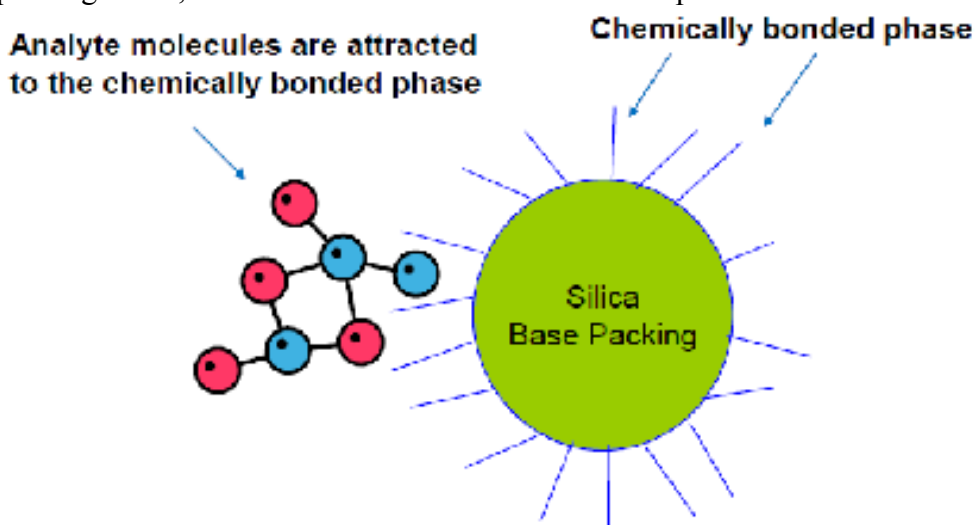 Analyte molecules are attracted
to the chemically bonded phase
Chemically bonded phase
Silica
Base Packing